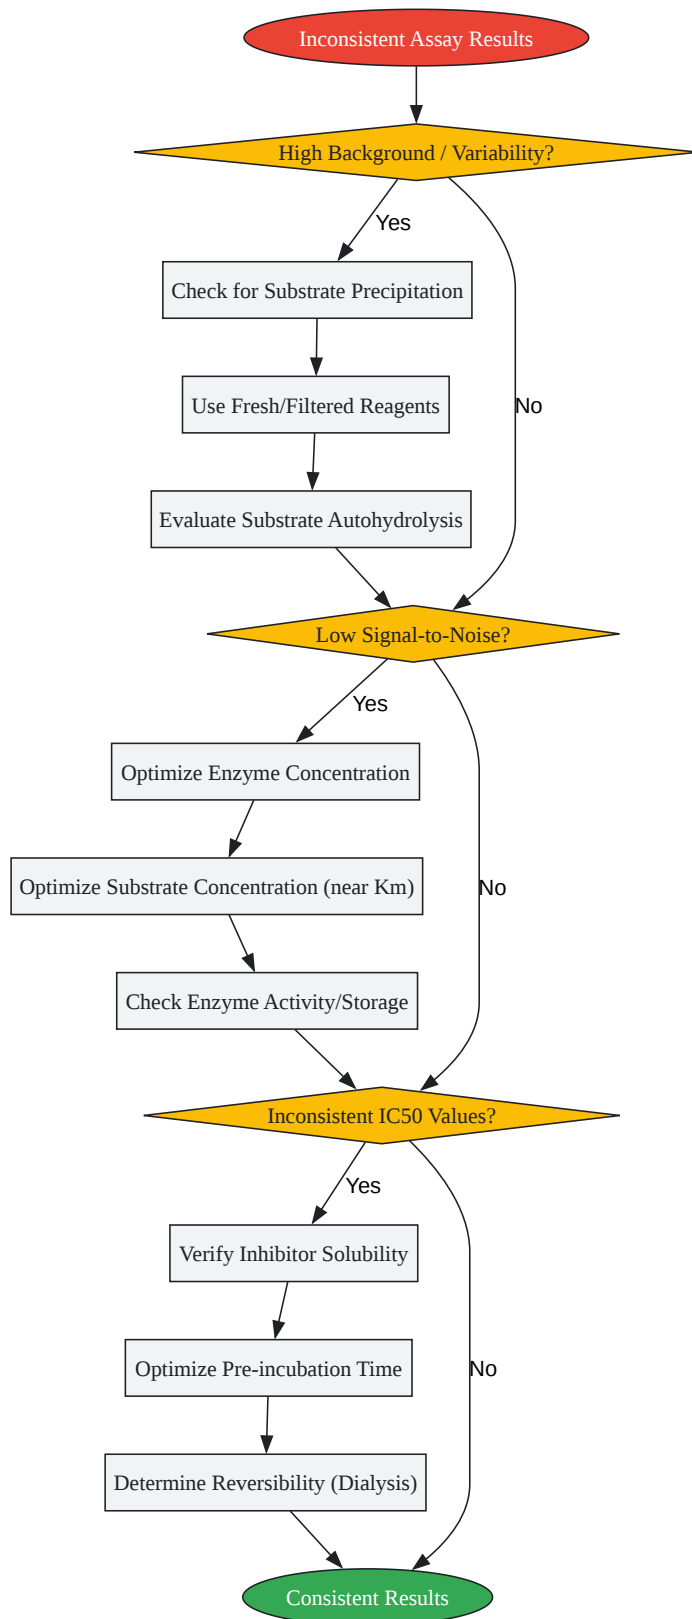 Inconsistent Assay Results
High Background / Variability?
Yes
Check for Substrate Precipitation
Use Fresh/Filtered Reagents
No
Evaluate Substrate Autohydrolysis
Low Signal-to-Noise?
Yes
Optimize Enzyme Concentration
Optimize Substrate Concentration (near Km)
No
Check Enzyme Activity/Storage
Inconsistent IC50 Values?
Yes
Verify Inhibitor Solubility
Optimize Pre-incubation Time
No
Determine Reversibility (Dialysis)
Consistent Results